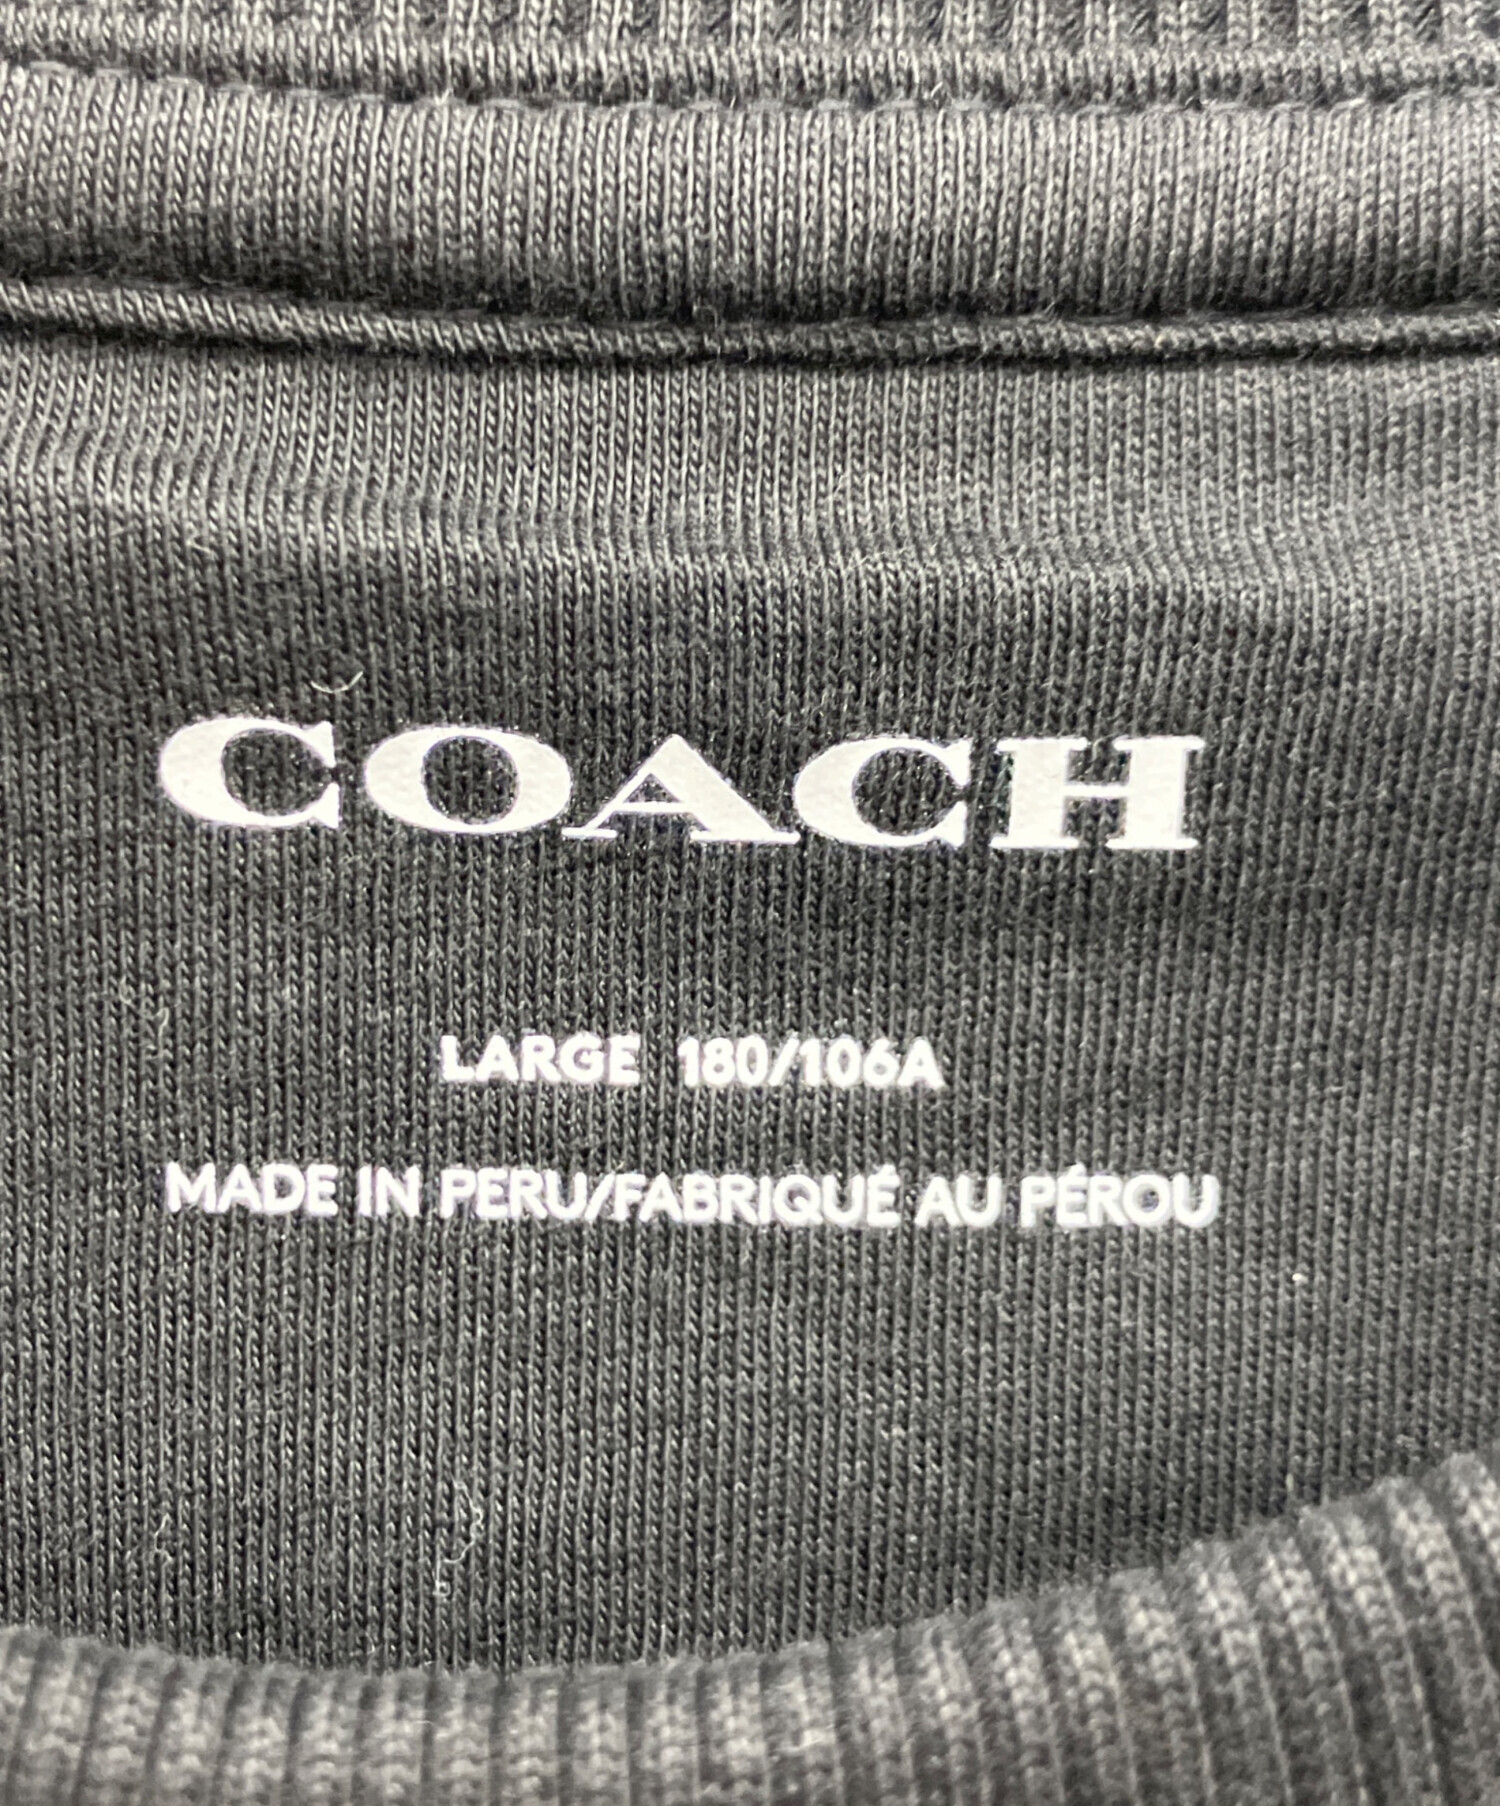 COACH
LARGE 180/106A
MADE IN PERU/FABRIQUÉ AU PÉROU